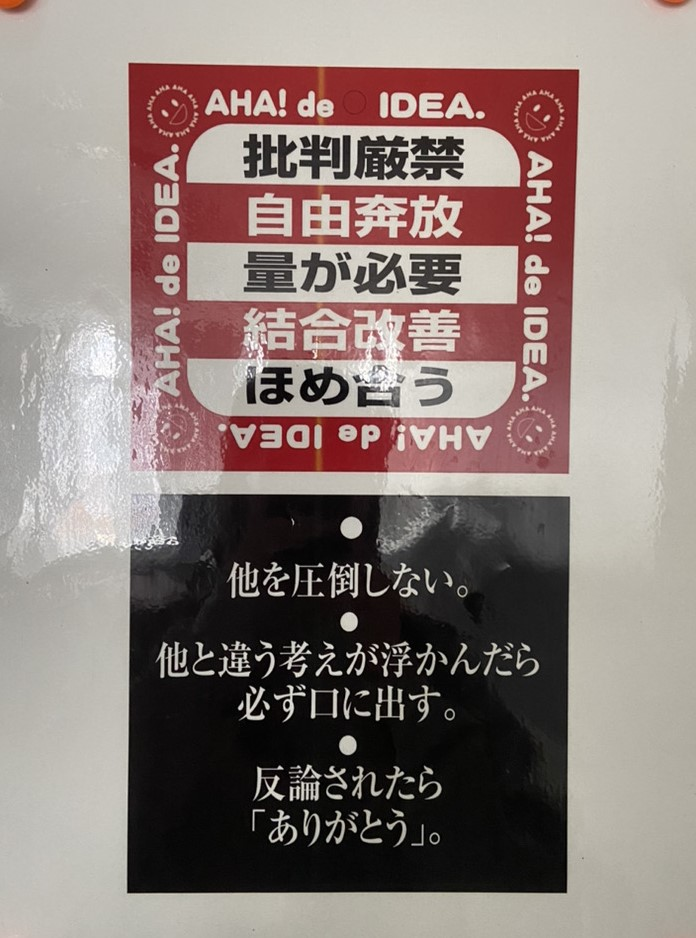 AHA! de IDEA.
AHA! de IDEA.
AHA! de IDEA.
批判厳禁
自由奔放
量が必要
結合改善
ほめ合う
AHA! de IDEA.
●
他を圧倒しない。
●
他と違う考えが浮かんだら
必ず口に出す。
●
反論されたら
「ありがとう」。